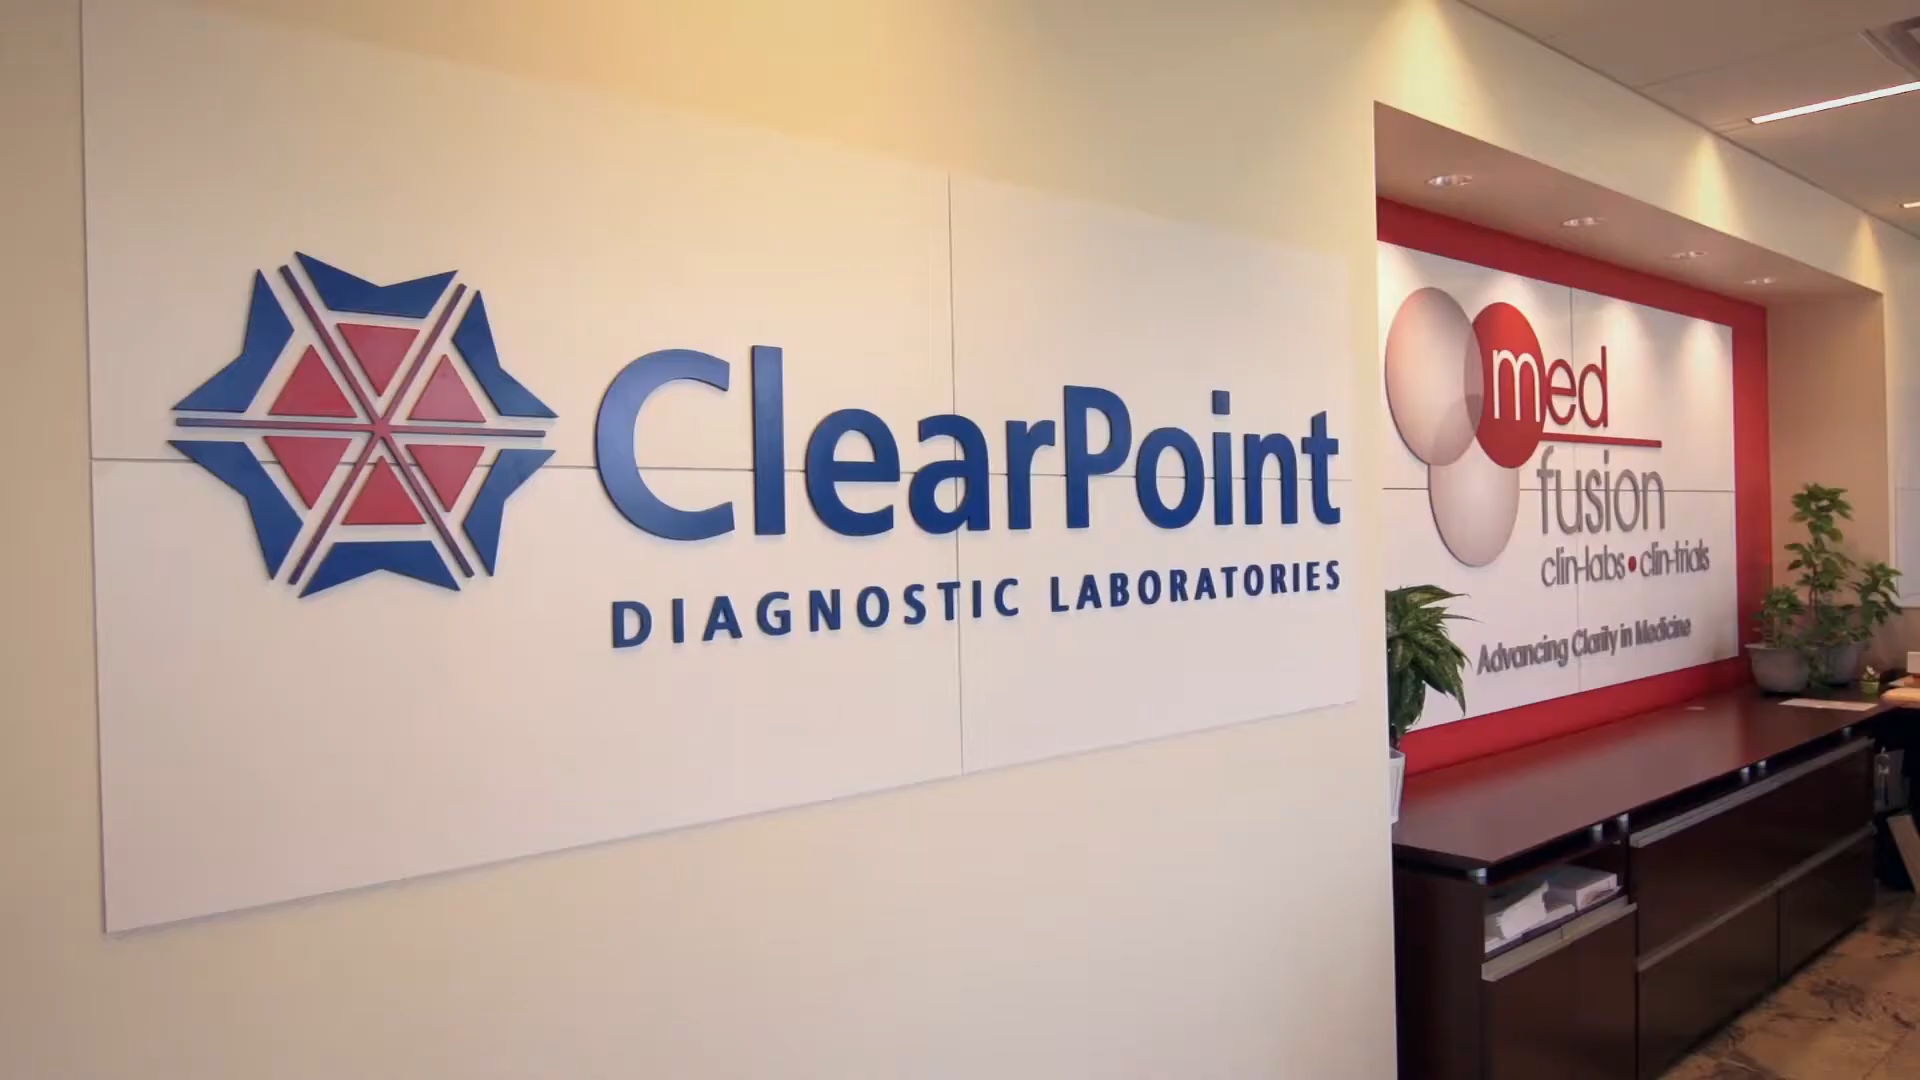 ClearPoint
DIAGNOSTIC LABORATORIES
med
fusion
clin-labs • clin-trials
Advancing Clarity in Medicine